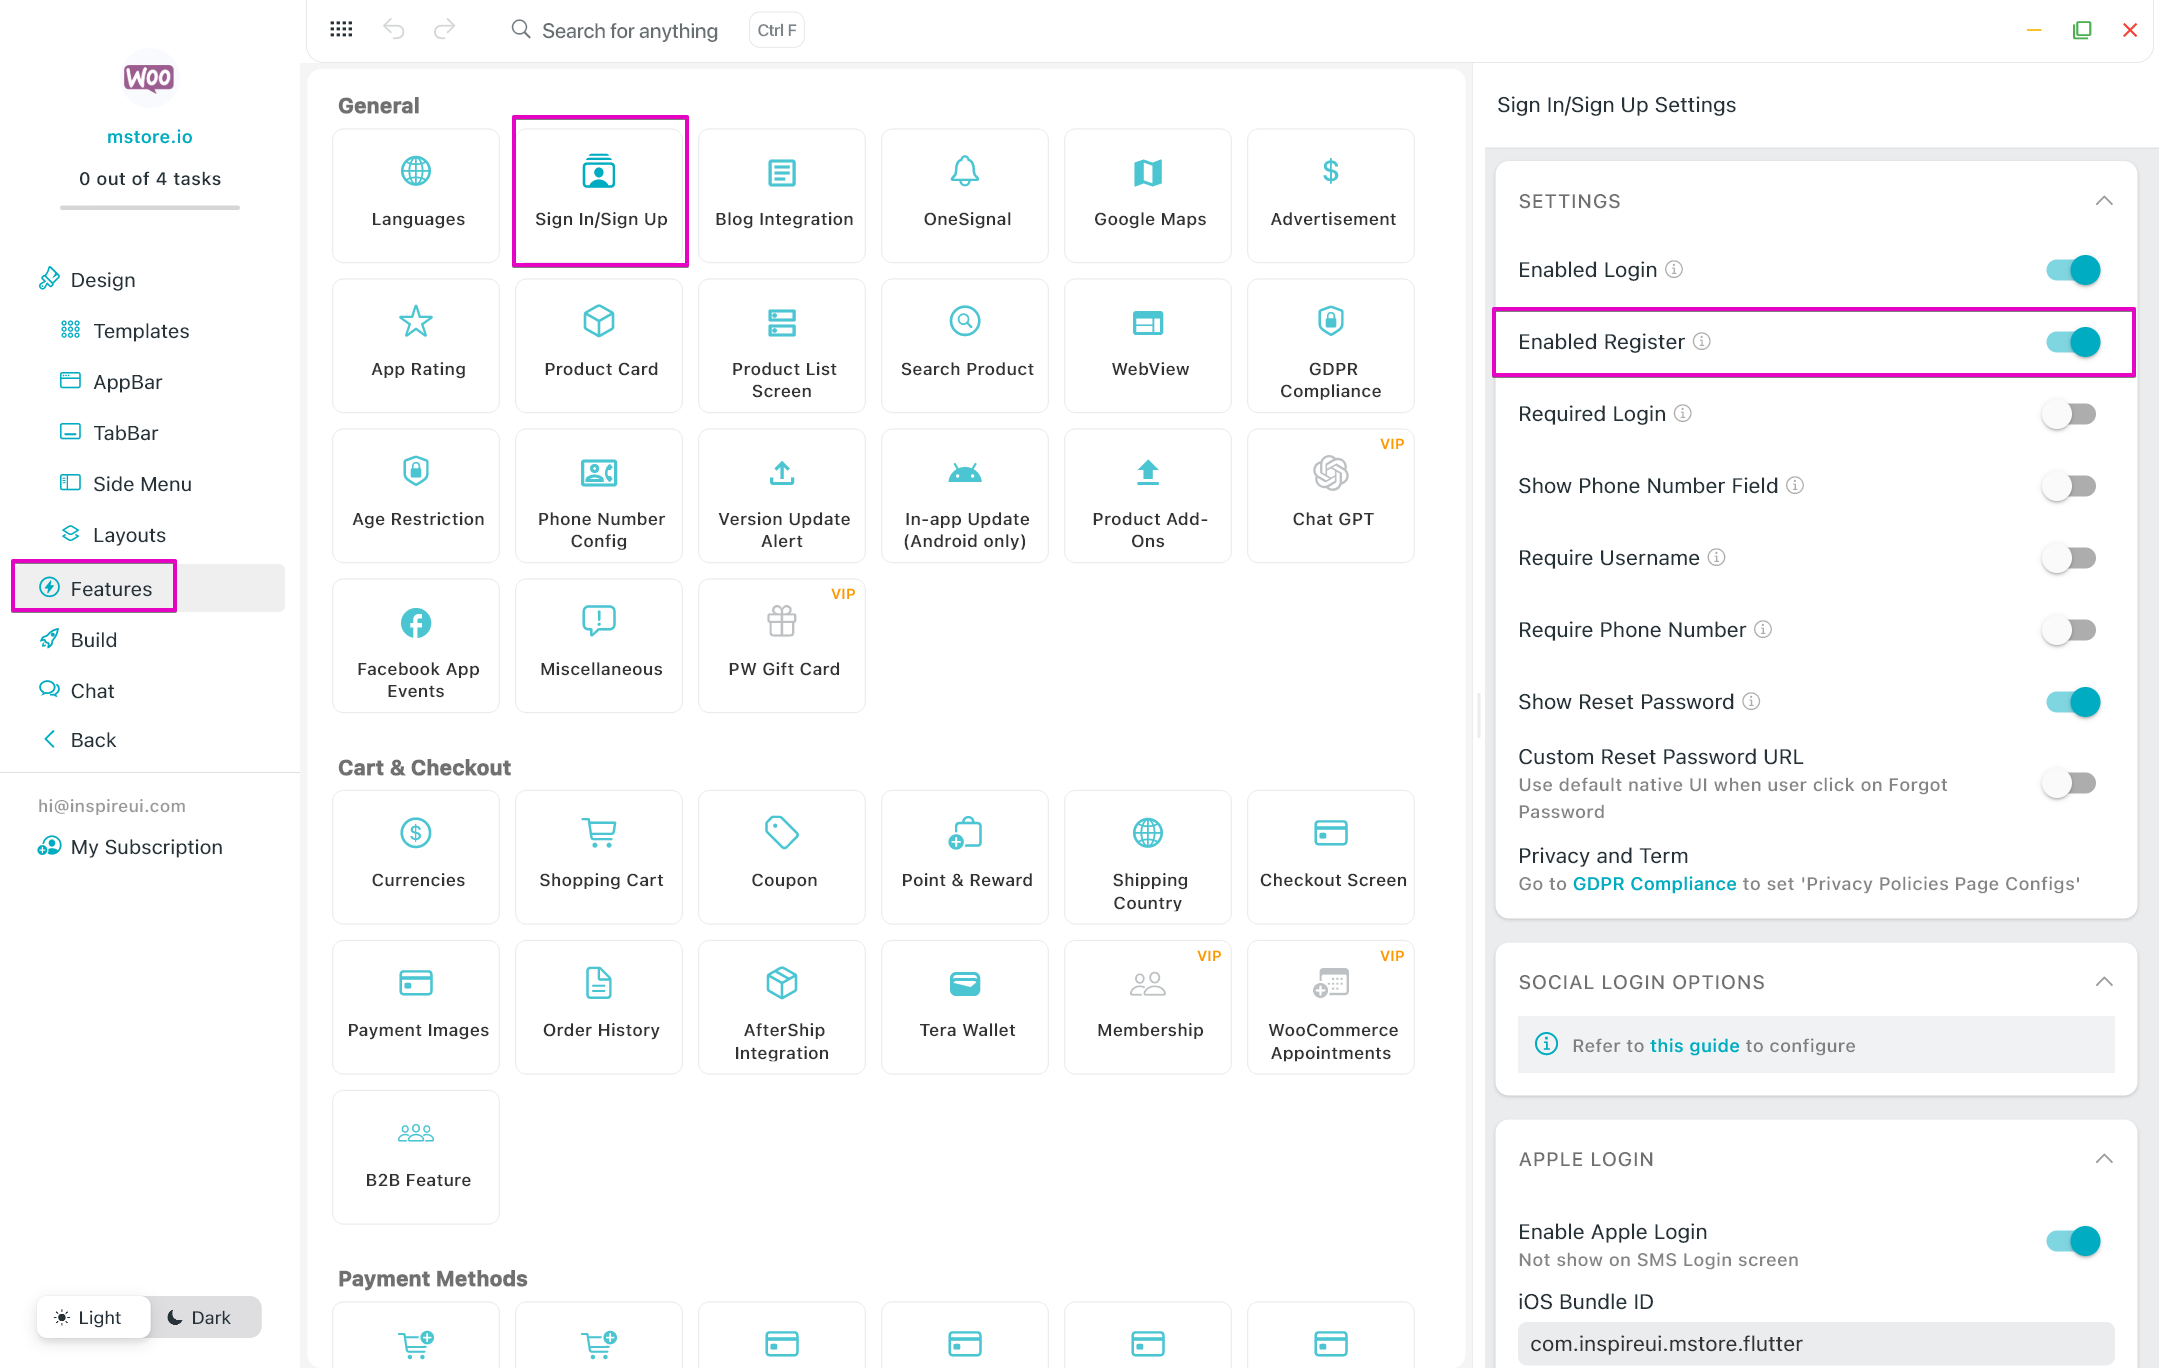 Search for anything
Ctrl F
WOO
mstore.io
0 out of 4 tasks
Design
Templates
AppBar
TabBar
Side Menu
Layouts
Features
Build
Chat
Back
hi@inspireui.com
My Subscription
Light
Dark
General
Languages
Sign In/Sign Up
Blog Integration
OneSignal
Google Maps
Advertisement
App Rating
Product Card
Product List
Screen
Search Product
WebView
GDPR
Compliance
Age Restriction
Phone Number
Config
Version Update
Alert
In-app Update
(Android only)
Product Add-
Ons
VIP
Chat GPT
Facebook App
Events
Miscellaneous
VIP
PW Gift Card
Cart & Checkout
Currencies
Shopping Cart
Coupon
Point & Reward
Shipping
Country
Checkout Screen
Payment Images
Order History
AfterShip
Integration
Tera Wallet
VIP
Membership
VIP
WooCommerce
Appointments
B2B Feature
Payment Methods
Sign In/Sign Up Settings
SETTINGS
Enabled Login
Enabled Register
Required Login
Show Phone Number Field
Require Username
Require Phone Number
Show Reset Password
Custom Reset Password URL
Use default native UI when user click on Forgot
Password
Privacy and Term
Go to GDPR Compliance to set 'Privacy Policies Page Configs'
SOCIAL LOGIN OPTIONS
Refer to this guide to configure
APPLE LOGIN
Enable Apple Login
Not show on SMS Login screen
iOS Bundle ID
com.inspireui.mstore.flutter